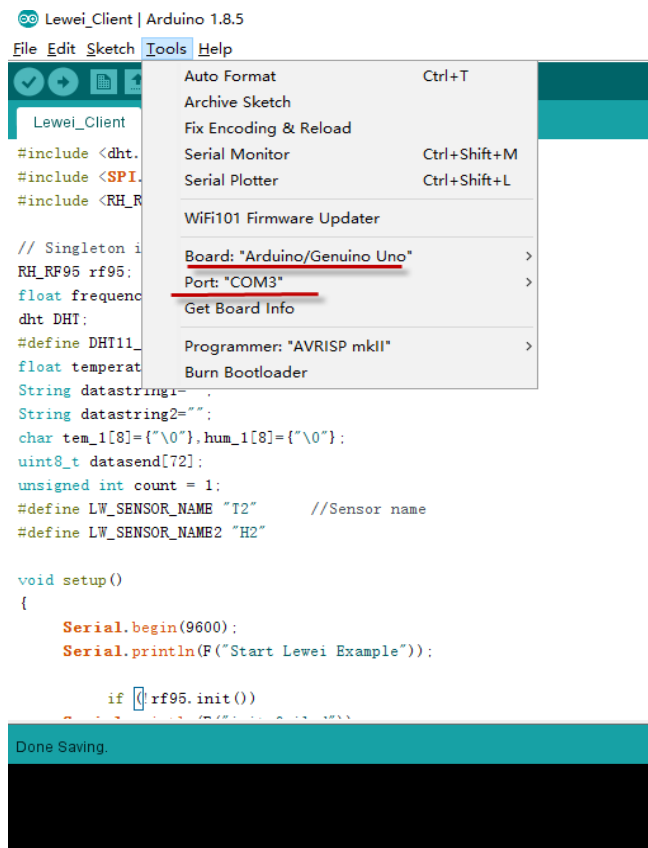 Lewei_Client | Arduino 1.8.5
File Edit Sketch Tools Help
Auto Format Ctrl+T
Archive Sketch
Fix Encoding & Reload
Serial Monitor Ctrl+Shift+M
Serial Plotter Ctrl+Shift+L
WiFi101 Firmware Updater
Board: "Arduino/Genuino Uno"
Port: "COM3"
Get Board Info
Programmer: "AVRISP mkII"
Burn Bootloader
Lewei_Client
#include <dht.
#include <SPI.
#include <RH_R
// Singleton i
RH_RF95 rf95;
float frequenc
dht DHT;
#define DHT11_
float temperat
String datastring1="";
String datastring2="";
char tem_1[8]={"\0"},hum_1[8]={"\0"};
uint8_t datasend[72];
unsigned int count = 1;
#define LW_SENSOR_NAME "T2" //Sensor name
#define LW_SENSOR_NAME2 "H2"
void setup()
{
Serial.begin(9600);
Serial.println(F("Start Lewei Example"));
if (!rf95.init())
Done Saving.